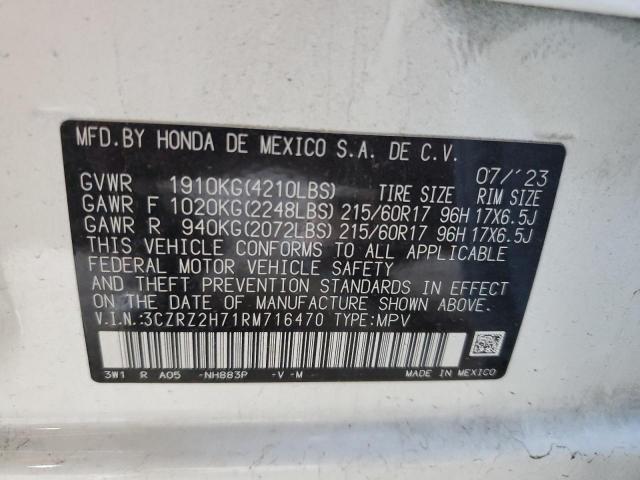 MFD. BY HONDA DE MEXICO S.A. DE C.V. 07/'23
GVWR 1910KG(4210LBS) TIRE SIZE RIM SIZE
GAWR F 1020KG(2248LBS) 215/60R17 96H 17X6.5J
GAWR R 940KG(2072LBS) 215/60R17 96H 17X6.5J
THIS VEHICLE CONFORMS TO ALL APPLICABLE
FEDERAL MOTOR VEHICLE SAFETY
AND THEFT PREVENTION STANDARDS IN EFFECT
ON THE DATE OF MANUFACTURE SHOWN ABOVE.
V.I.N.:3CZRZ2H71RM716470 TYPE:MPV
3W1 R A05 -NH883P -V -M MADE IN MEXICO